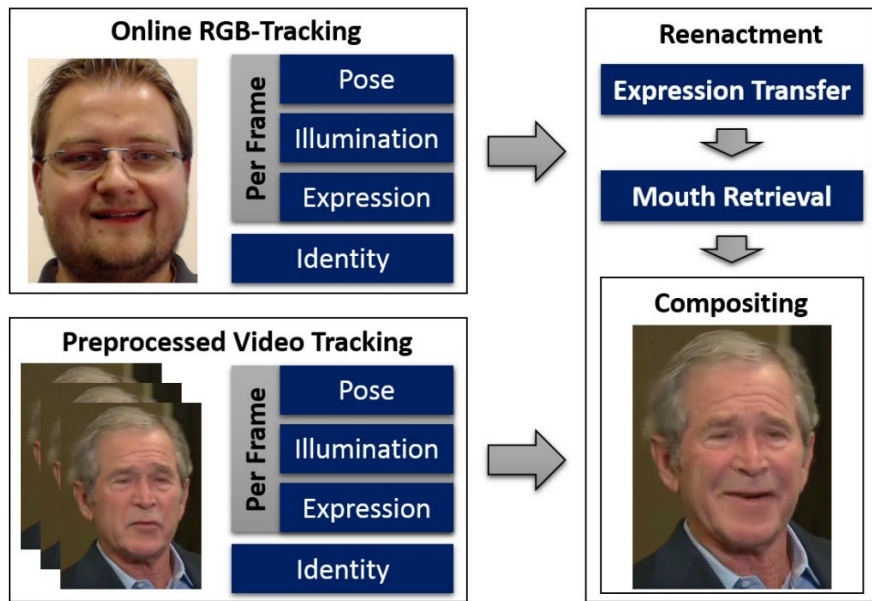 Online RGB-Tracking
Per Frame
Pose
Illumination
Expression
Identity
Preprocessed Video Tracking
Per Frame
Pose
Illumination
Expression
Identity
Reenactment
Expression Transfer
Mouth Retrieval
Compositing